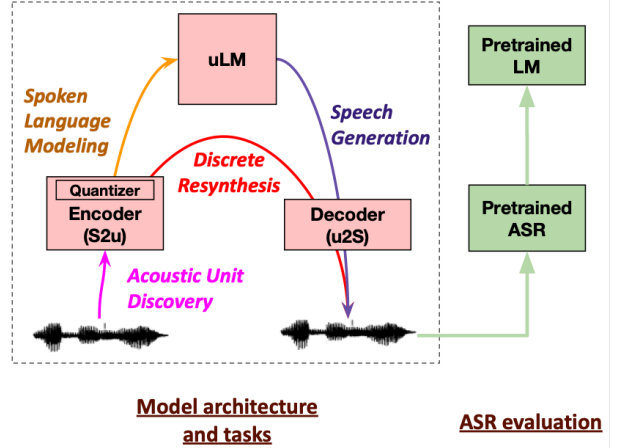 uLM
Pretrained
LM
Spoken
Language
Modeling
Speech
Generation
Discrete
Resynthesis
Quantizer
Encoder
(S2u)
Decoder
(u2S)
Pretrained
ASR
Acoustic Unit
Discovery
Model architecture
and tasks
ASR evaluation